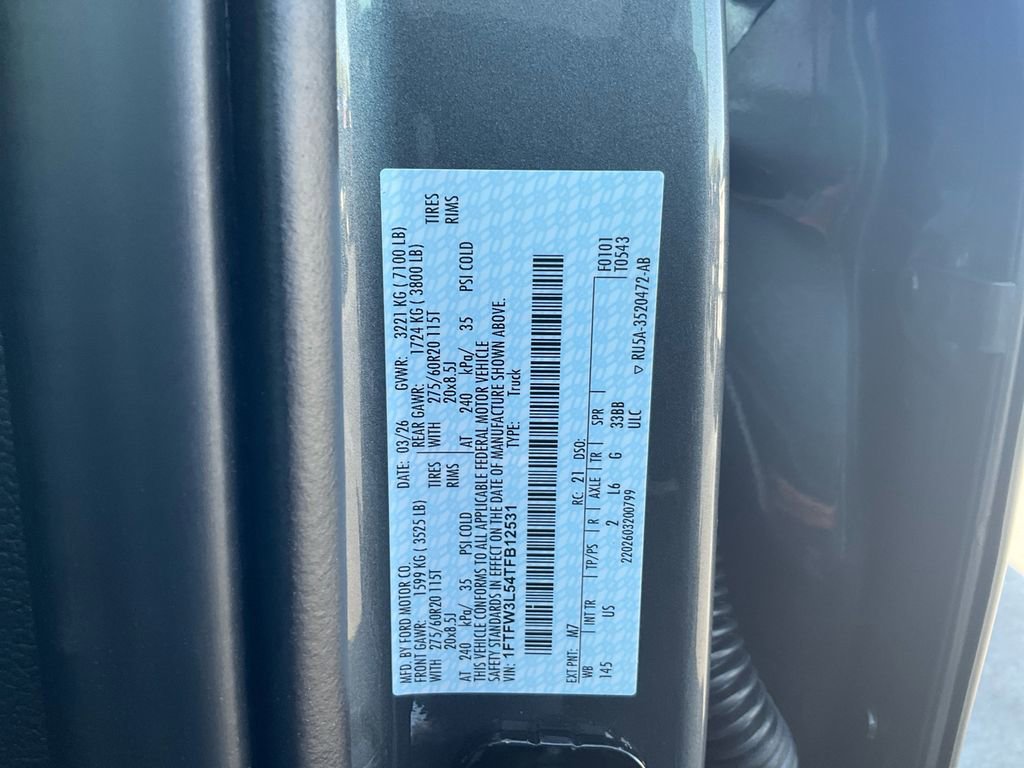 MFD. BY FORD MOTOR CO. DATE: 03/26 GVWR: 3221 KG ( 7100 LB)
FRONT GAWR: 1599 KG ( 3525 LB) REAR GAWR: 1724 KG ( 3800 LB)
WITH 275/60R20 115T TIRES WITH 275/60R20 115T TIRES
20x8.5J RIMS 20x8.5J RIMS
AT 240 kPa/ 35 PSI COLD AT 240 kPa/ 35 PSI COLD
THIS VEHICLE CONFORMS TO ALL APPLICABLE FEDERAL MOTOR VEHICLE
SAFETY STANDARDS IN EFFECT ON THE DATE OF MANUFACTURE SHOWN ABOVE.
VIN: 1FTFW3L54TFB12531 TYPE: Truck
EXT PNT: M7 RC: 21 DSO: F0101
WB INT TR TP/PS R AXLE TR SPR T0543
145 US 2 L6 G 33BB
ULC
2202603200799 ▽ RU5A-3520472-AB